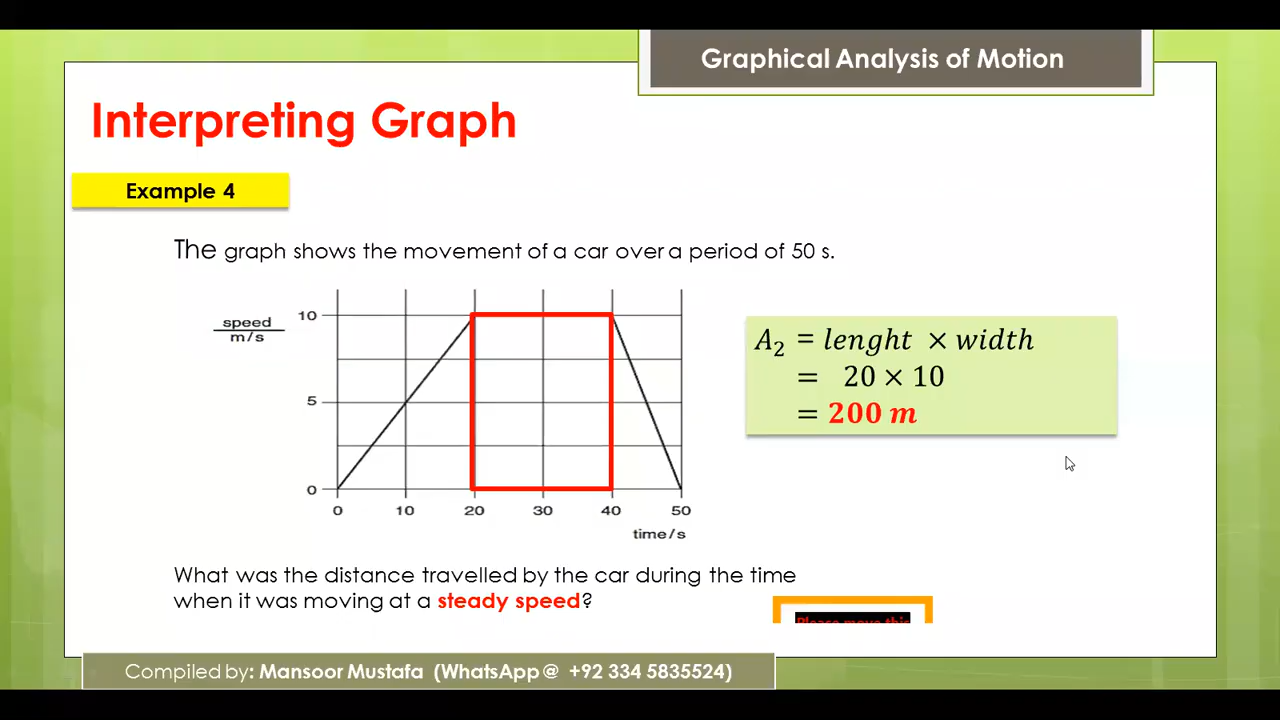 Graphical Analysis of Motion
Interpreting Graph
Example 4
The graph shows the movement of a car over a period of 50 s.
speed
m/s
10
5
0
0 10 20 30 40 50
time/s
A₂ = lenght × width
= 20 × 10
= 200 m
What was the distance travelled by the car during the time
when it was moving at a steady speed?
Please move this
Compiled by: Mansoor Mustafa (WhatsApp @ +92 334 5835524)